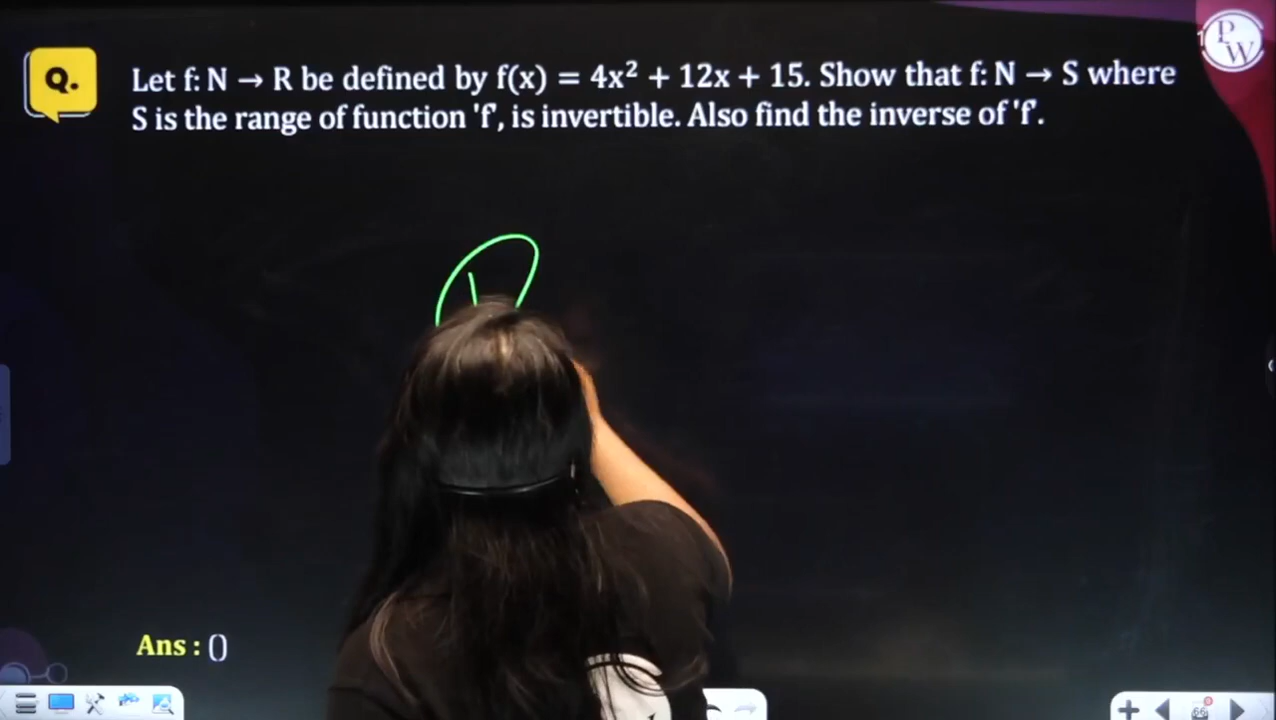 Q.
Let f: N → R be defined by f(x) = 4x² + 12x + 15. Show that f: N → S where
S is the range of function 'f', is invertible. Also find the inverse of 'f'.
P
W
Ans : ()
66